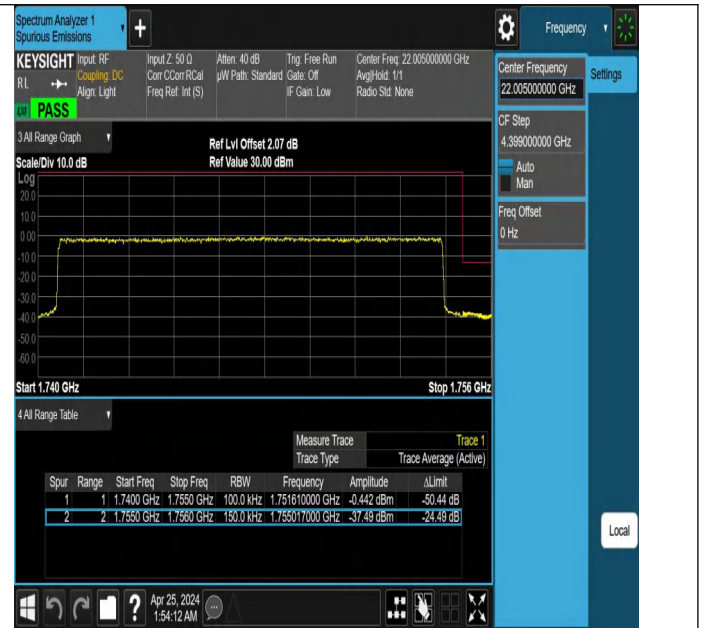 Spectrum Analyzer 1
Spurious Emissions
Frequency
KEYSIGHT
Input: RF
Coupling: DC
Align: Light
Input Z: 50 Ω
Corr CCorr RCal
Freq Ref: Int (S)
Atten: 40 dB
µW Path: Standard
Trig: Free Run
Gate: Off
IF Gain: Low
Center Freq: 22.005000000 GHz
Avg|Hold: 1/1
Radio Std: None
RL
LXI
PASS
Center Frequency
22.005000000 GHz
Settings
CF Step
4.399000000 GHz
Auto
Man
Freq Offset
0 Hz
3 All Range Graph
Ref Lvl Offset 2.07 dB
Scale/Div 10.0 dB
Ref Value 30.00 dBm
Log
20.0
10.0
0.00
-10.0
-20.0
-30.0
-40.0
-50.0
-60.0
Start 1.740 GHz
Stop 1.756 GHz
4 All Range Table
Measure Trace Trace 1
Trace Type Trace Average (Active)
Spur Range Start Freq Stop Freq RBW Frequency Amplitude ΔLimit
1 1 1.7400 GHz 1.7550 GHz 100.0 kHz 1.751610000 GHz -0.442 dBm -50.44 dB
2 2 1.7550 GHz 1.7560 GHz 150.0 kHz 1.755017000 GHz -37.49 dBm -24.49 dB
Local
Apr 25, 2024
1:54:12 AM